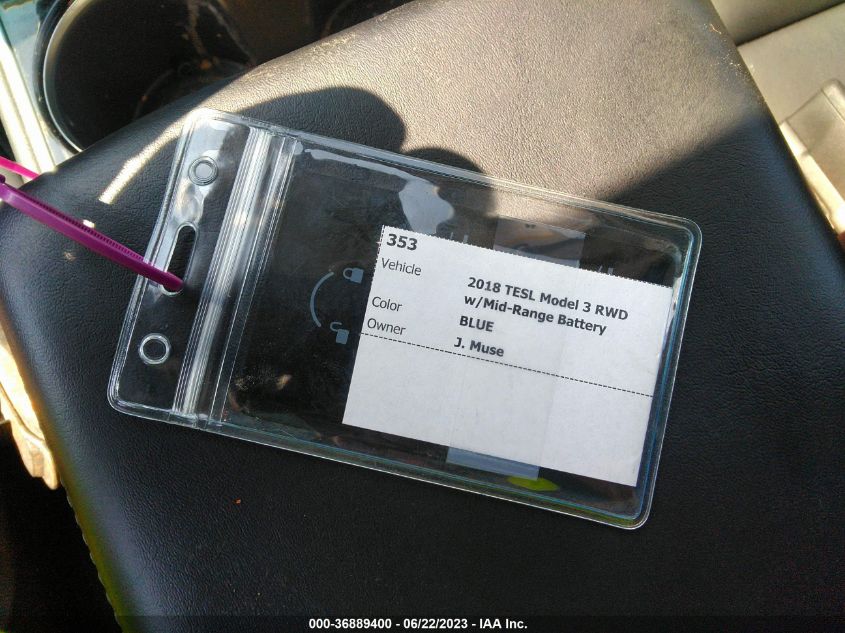 353
Vehicle 2018 TESL Model 3 RWD
w/Mid-Range Battery
Color BLUE
Owner J. Muse
000-36889400 - 06/22/2023 - IAA Inc.